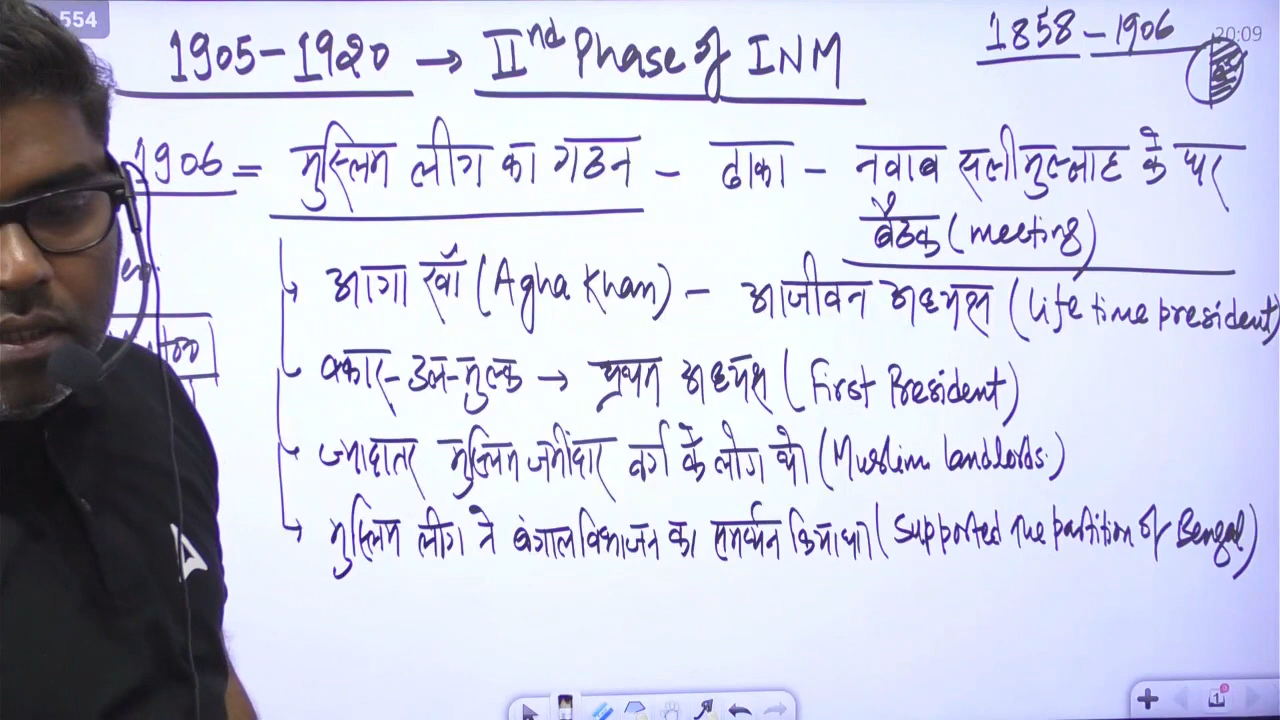 554
20:09
1858 – 1906
1905-1920 → IInd Phase of INM
1906 = मुस्लिम लीग का गठन – ढाका – नवाब सलीमुल्लाह के घर
बैठक (meeting)
आगा खाँ (Agha Khan) – आजीवन अध्यक्ष (Life time president)
वकार-उल-मुल्क → प्रथम अध्यक्ष (First President)
ज्यादातर मुस्लिम जमींदार वर्ग के लोग थे (Muslim landlords.)
मुस्लिम लीग ने बंगाल विभाजन का समर्थन किया था (Supported the partition of Bengal)
1